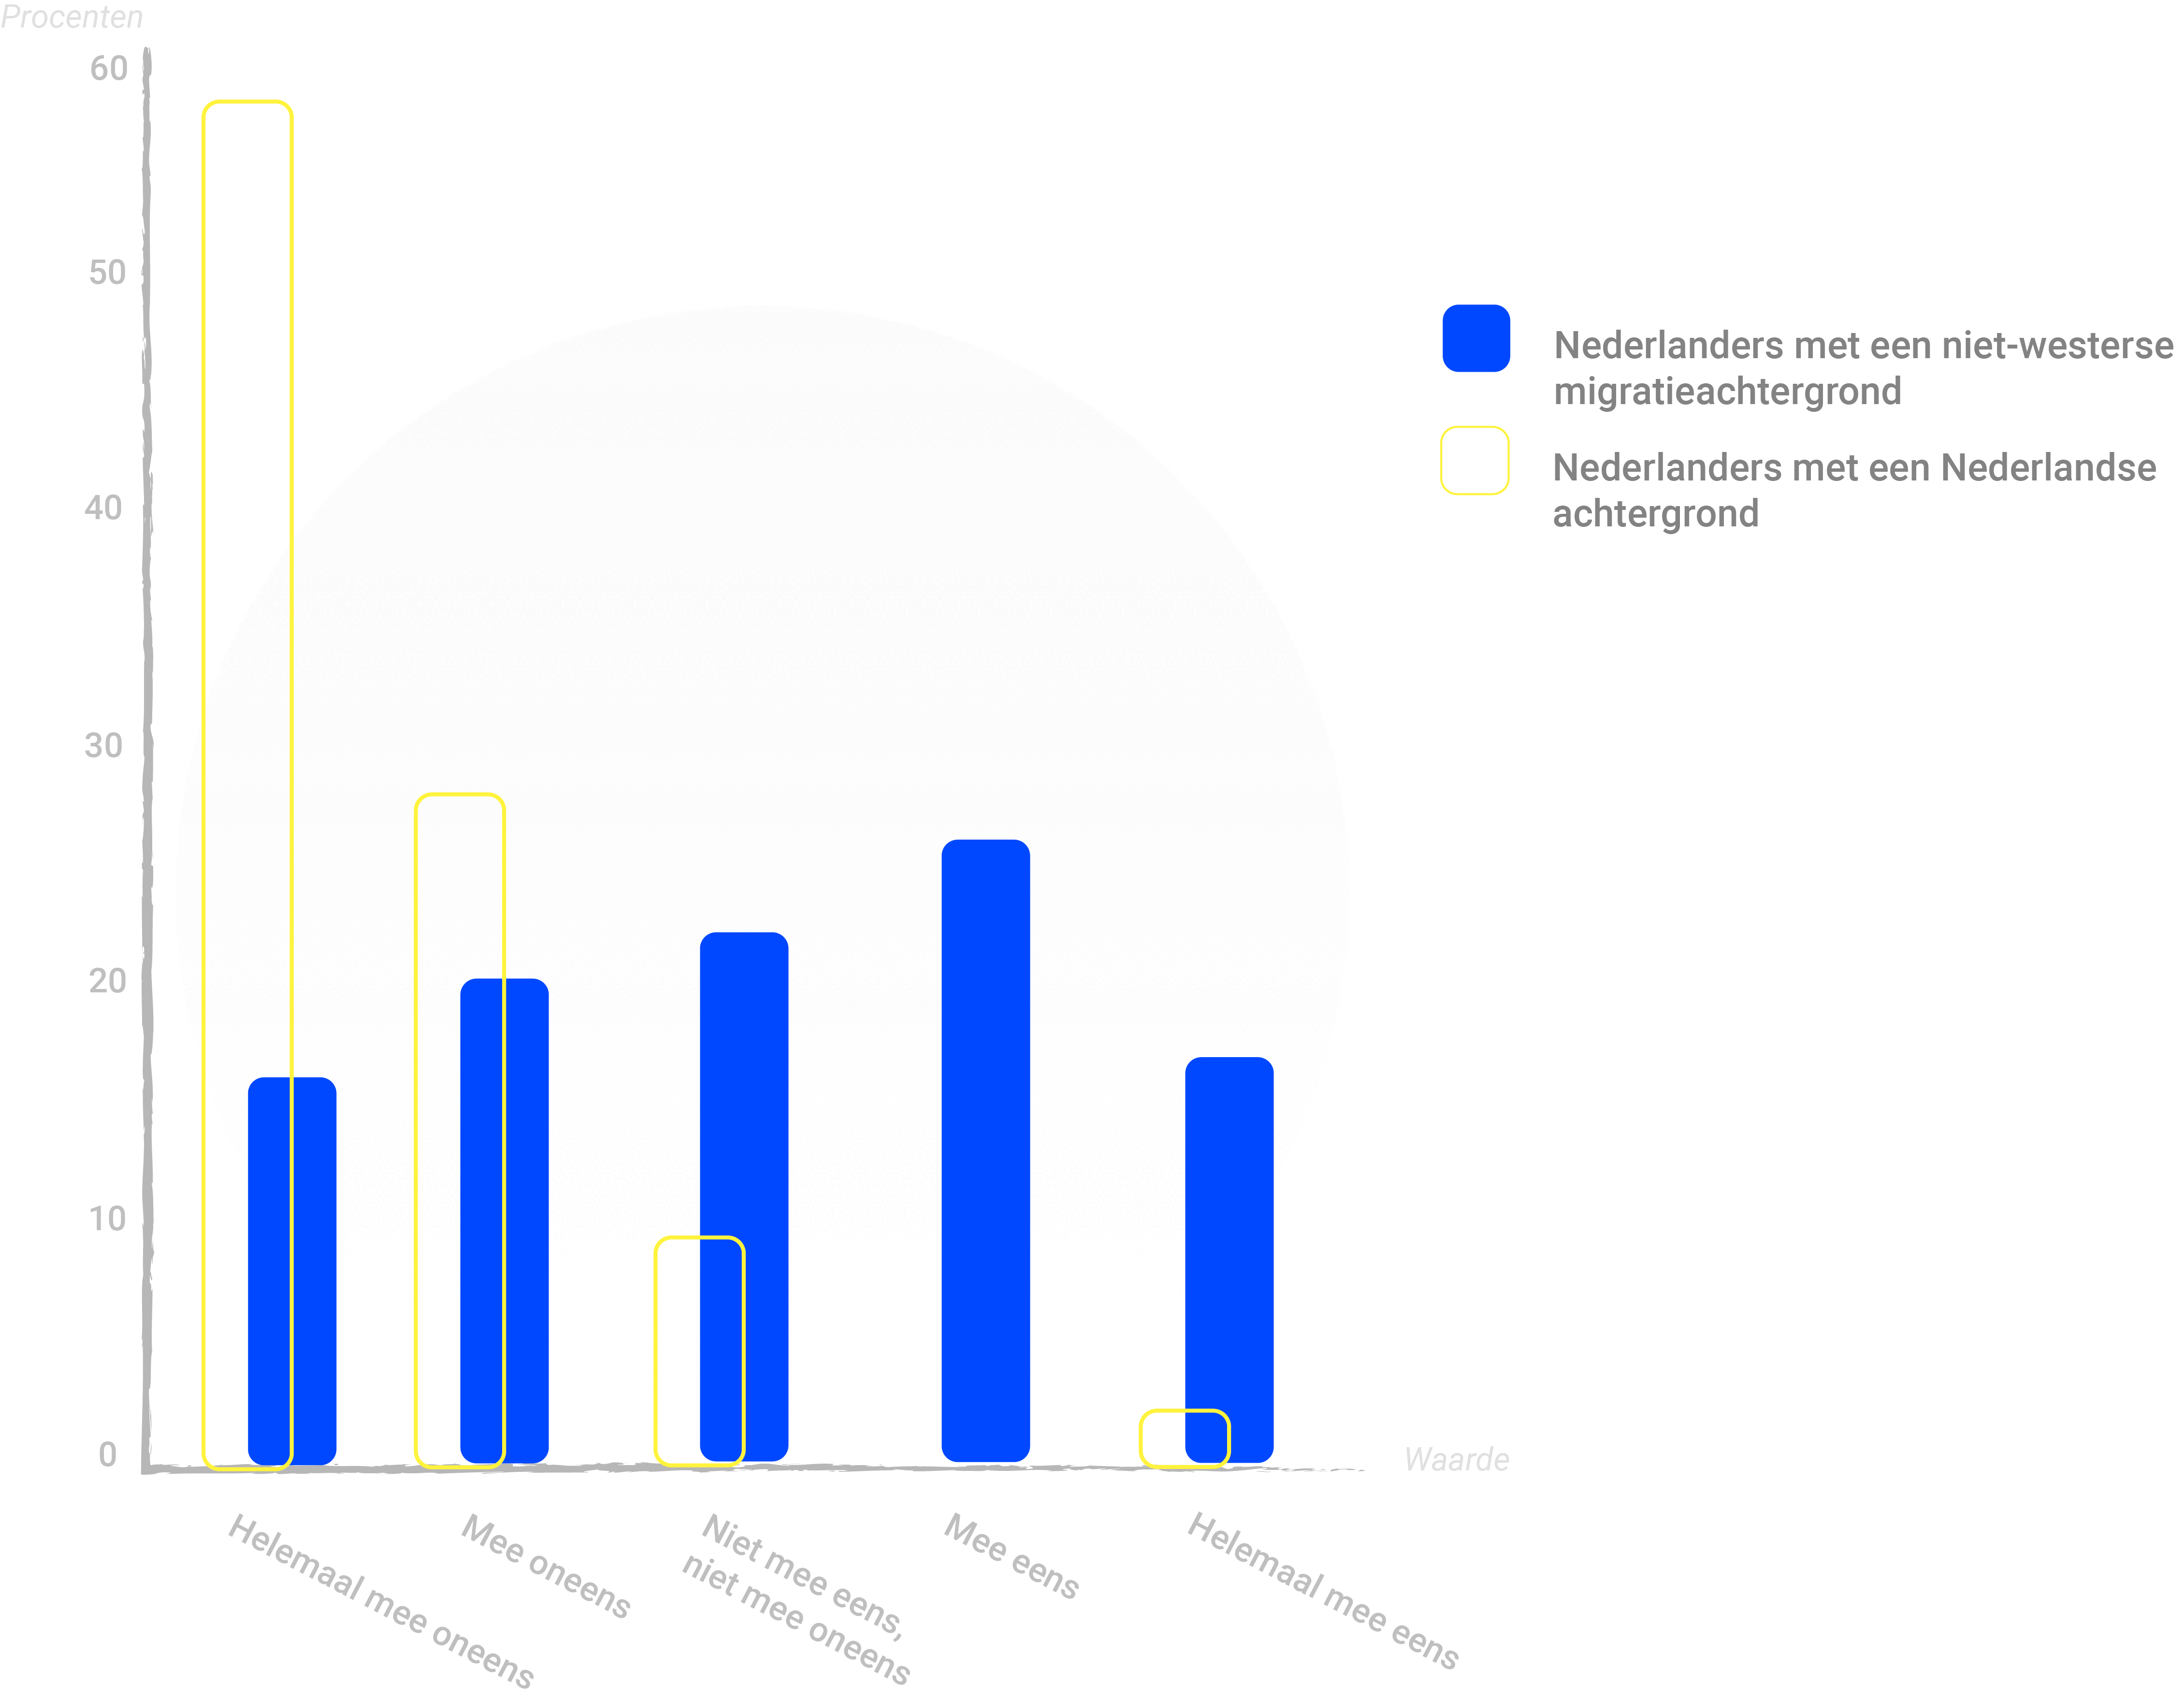 Procenten
60
50
40
30
20
10
0
Nederlanders met een niet-westerse
migratieachtergrond
Nederlanders met een Nederlandse
achtergrond
Waarde
Helemaal mee oneens
Mee oneens
Niet mee eens,
niet mee oneens
Mee eens
Helemaal mee eens